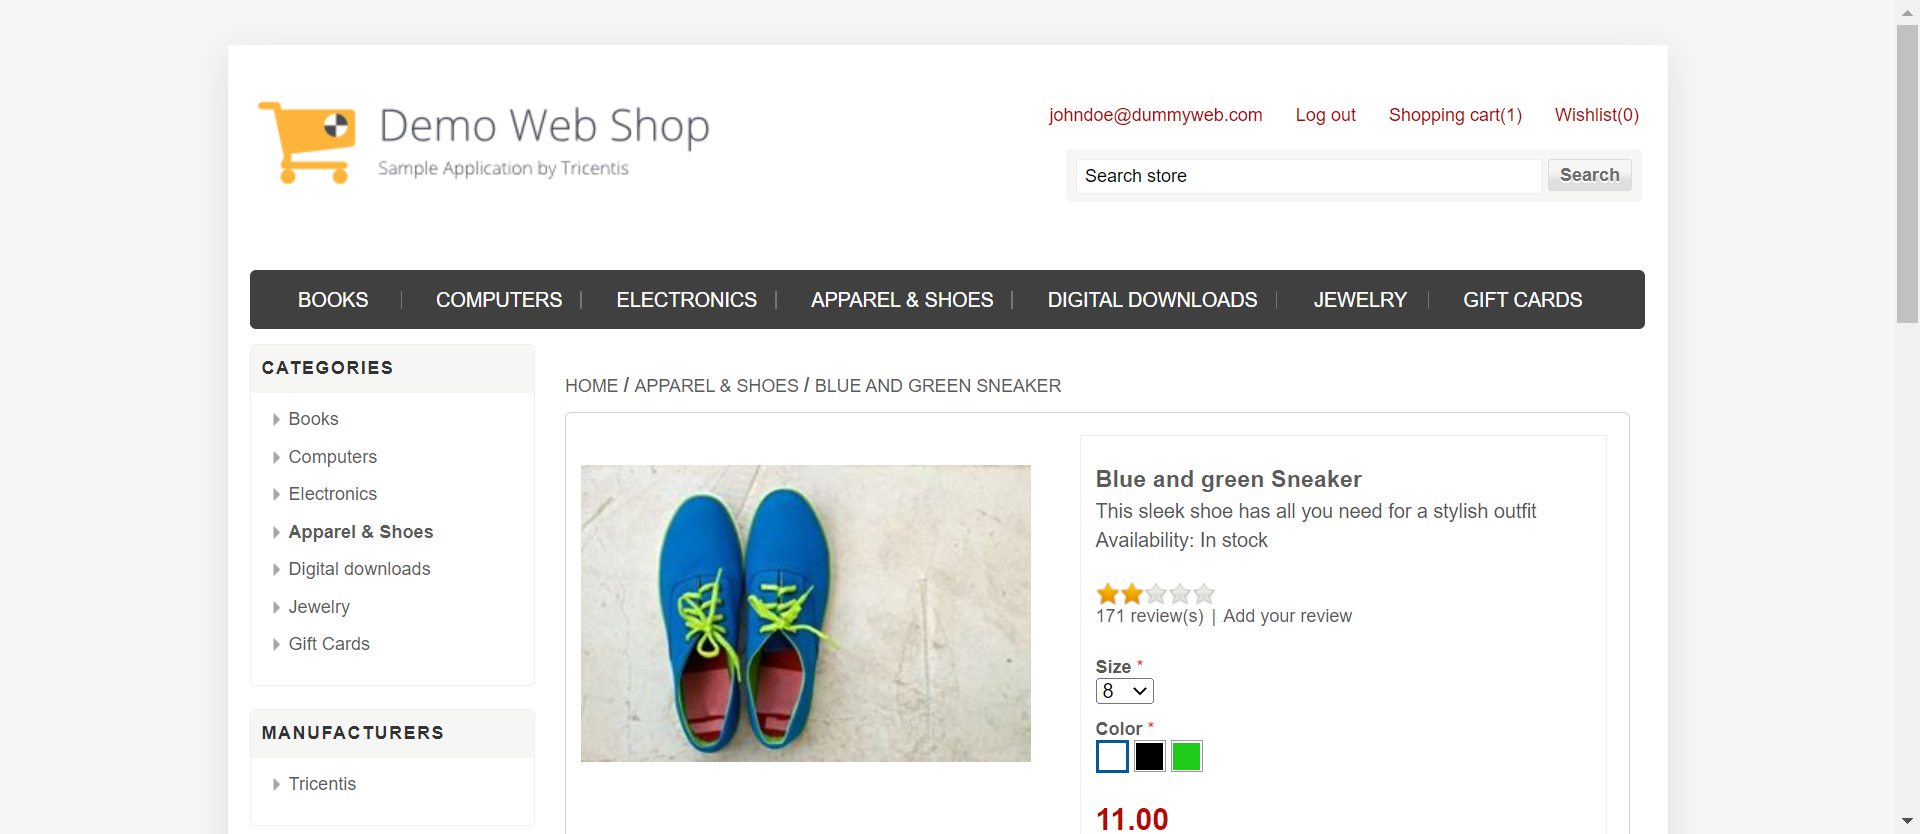 Demo Web Shop
Sample Application by Tricentis
johndoe@dummyweb.com Log out Shopping cart(1) Wishlist(0)
Search store Search
BOOKS COMPUTERS ELECTRONICS APPAREL & SHOES DIGITAL DOWNLOADS JEWELRY GIFT CARDS
CATEGORIES
Books
Computers
Electronics
Apparel & Shoes
Digital downloads
Jewelry
Gift Cards
MANUFACTURERS
Tricentis
HOME / APPAREL & SHOES / BLUE AND GREEN SNEAKER
Blue and green Sneaker
This sleek shoe has all you need for a stylish outfit
Availability: In stock
171 review(s) | Add your review
Size *
8
Color *
11.00